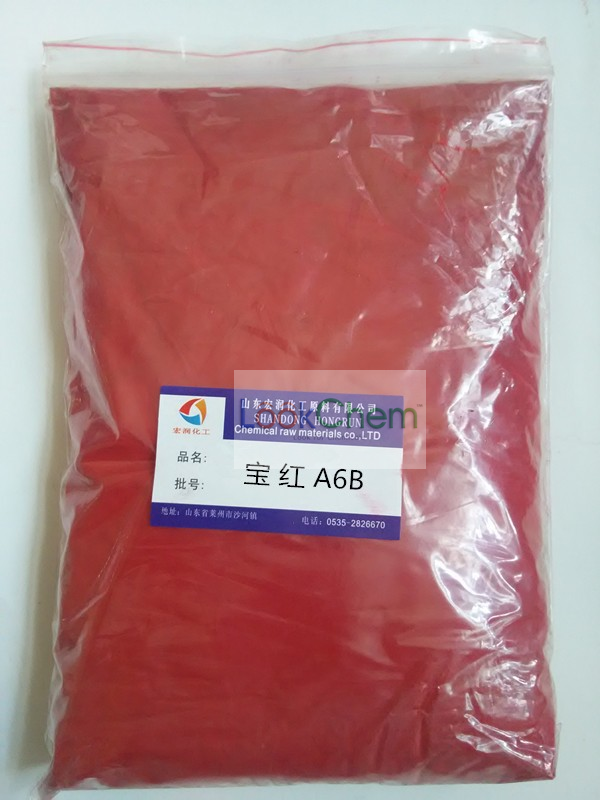 山东宏润化工原料有限公司
SHANDONG HONGRUN
Chemical raw materials co.,LTD
宏润化工
LookChem
品名:
宝红 A6B
批号:
地址:山东省莱州市沙河镇
电话:0535-2826670